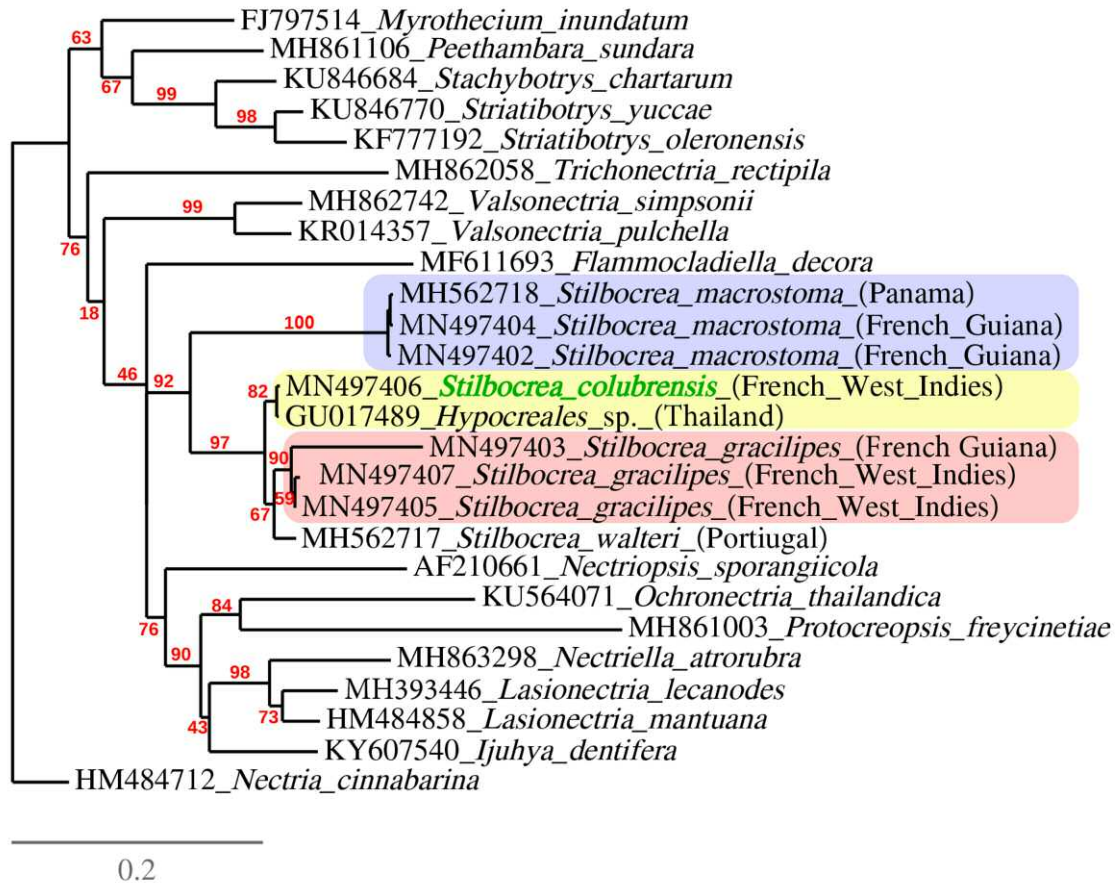 FJ797514_Myrothecium_inundatum
63
MH861106_Peethambara_sundara
67
KU846684_Stachybotrys_chartarum
99
KU846770_Striatibotrys_yuccae
98
KF777192_Striatibotrys_oleronensis
MH862058_Trichonectria_rectipila
MH862742_Valsonectria_simpsonii
99
KR014357_Valsonectria_pulchella
76
MF611693_Flammocladiella_decora
MH562718_Stilbocrea_macrostoma_(Panama)
18
100
MN497404_Stilbocrea_macrostoma_(French_Guiana)
MN497402_Stilbocrea_macrostoma_(French_Guiana)
46
92
82
MN497406_Stilbocrea_colubrensis_(French_West_Indies)
GU017489_Hypocreales_sp._(Thailand)
97
MN497403_Stilbocrea_gracilipes_(French Guiana)
90
MN497407_Stilbocrea_gracilipes_(French_West_Indies)
59
MN497405_Stilbocrea_gracilipes_(French_West_Indies)
67
MH562717_Stilbocrea_walteri_(Portiugal)
AF210661_Nectriopsis_sporangiicola
KU564071_Ochronectria_thailandica
84
76
MH861003_Protocreopsis_freycinetiae
90
MH863298_Nectriella_atrorubra
98
MH393446_Lasionectria_lecanodes
73
HM484858_Lasionectria_mantuana
43
KY607540_Ijuhya_dentifera
HM484712_Nectria_cinnabarina
0.2